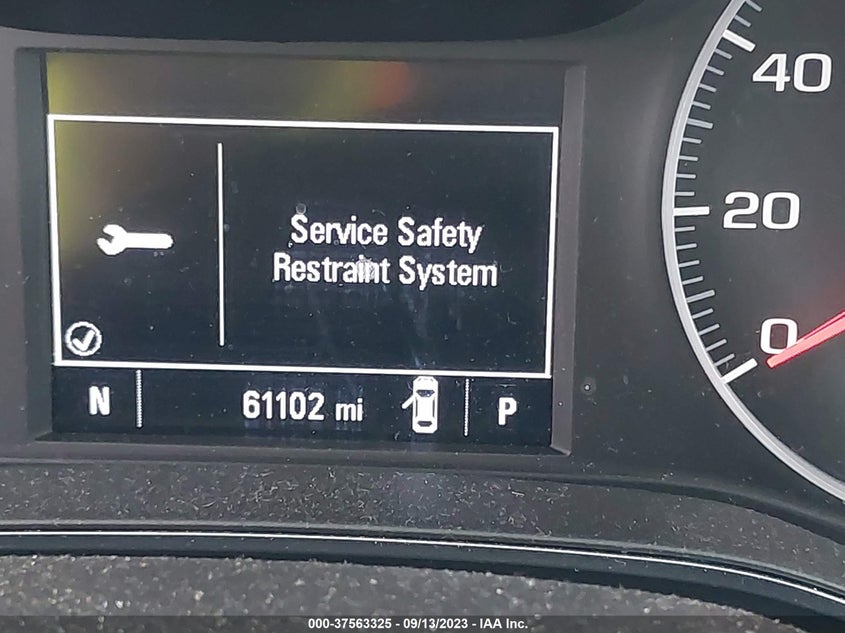 40
20
0
Service Safety
Restraint System
N 61102 mi P
000-37563325 - 09/13/2023 - IAA Inc.